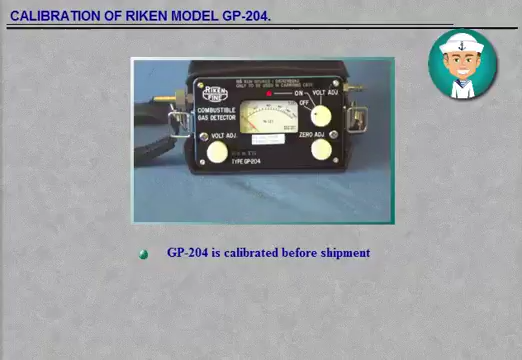 CALIBRATION OF RIKEN MODEL GP-204.
ON
VOLT ADJ.
OFF
RIKEN
FINE
COMBUSTIBLE
GAS DETECTOR
VOLT ADJ.
ZERO ADJ.
TYPE GP-204
GP-204 is calibrated before shipment